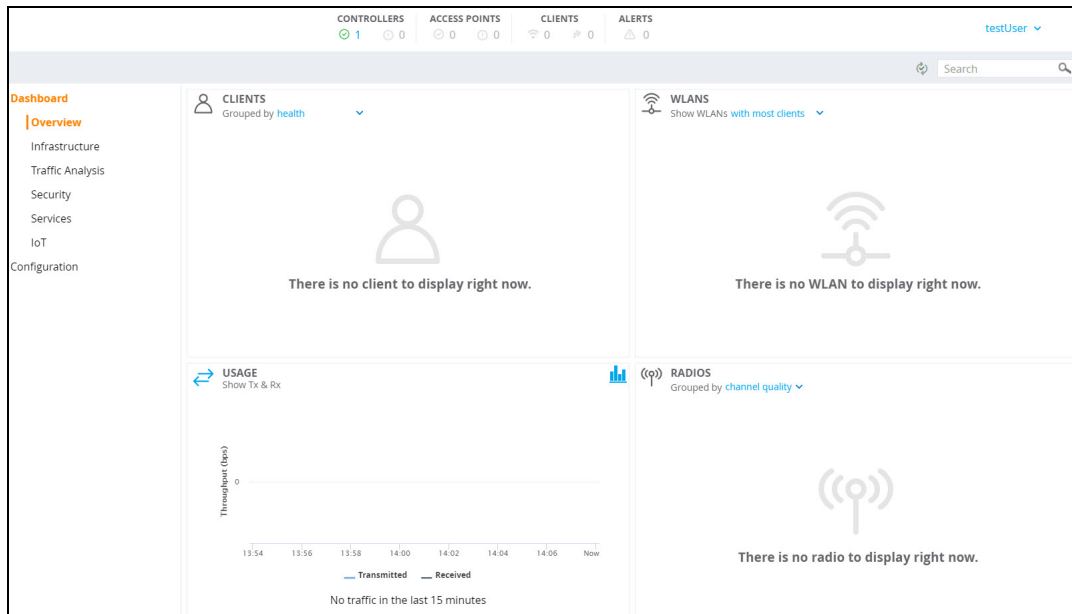 CONTROLLERS ACCESS POINTS CLIENTS ALERTS
1 0 0 0 0 0 0
testUser
Search
Dashboard
Overview
Infrastructure
Traffic Analysis
Security
Services
IoT
Configuration
CLIENTS
Grouped by health
There is no client to display right now.
WLANS
Show WLANs with most clients
There is no WLAN to display right now.
USAGE
Show Tx & Rx
Throughput (bps)
0
13:54 13:56 13:58 14:00 14:02 14:04 14:06 Now
Transmitted Received
No traffic in the last 15 minutes
RADIOS
Grouped by channel quality
There is no radio to display right now.